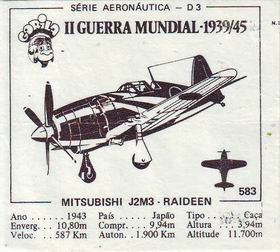 SÉRIE AERONÁUTICA — D3
II GUERRA MUNDIAL-1939/45
583
MITSUBISHI J2M3 - RAIDEEN
Ano . . . . . 1943 País . . . . . Japão Tipo . . . . . Caça
Enverg. . . . 10,80m Compr. . . . 9,94m Altura . . . . 3,94m
Veloc. . . . 587 Km Auton. . 1.900 Km Altitude 11.700m